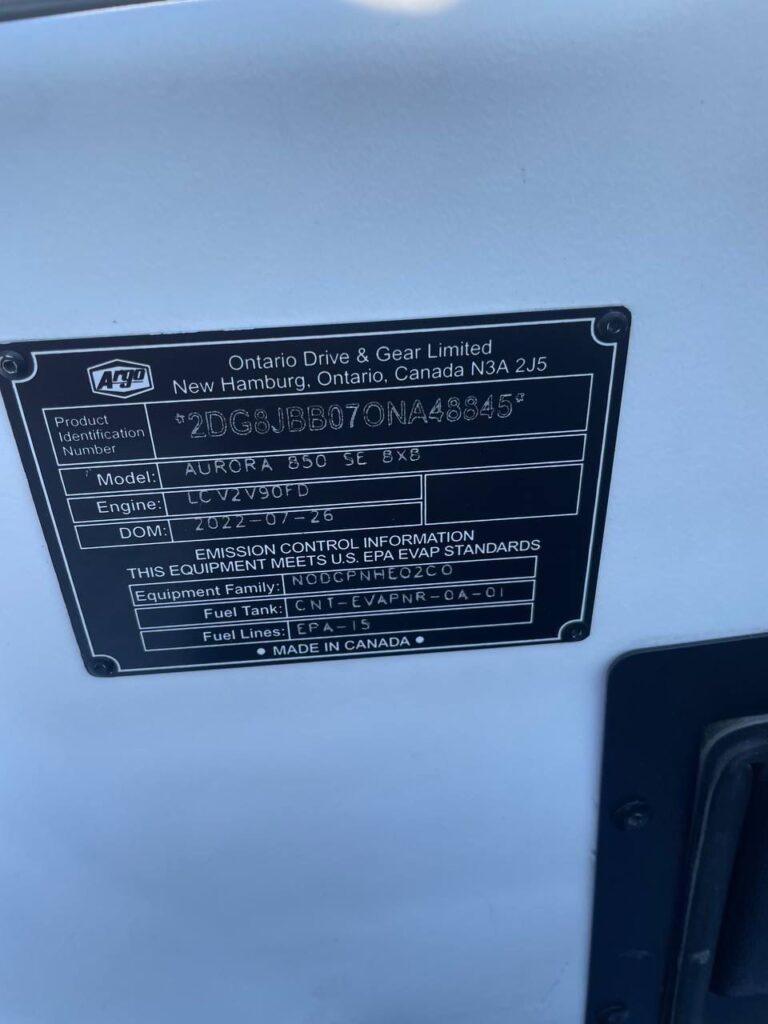 Argo
Ontario Drive & Gear Limited
New Hamburg, Ontario, Canada N3A 2J5
Product Identification Number *2DG8JBB070NA48845*
Model: AURORA 850 SE 8X8
Engine: LCV2V90FD
DOM: 2022-07-26
EMISSION CONTROL INFORMATION
THIS EQUIPMENT MEETS U.S. EPA EVAP STANDARDS
Equipment Family: NODGPNHE02C0
Fuel Tank: CNT-EVAPNR-0A-01
Fuel Lines: EPA-15
• MADE IN CANADA •